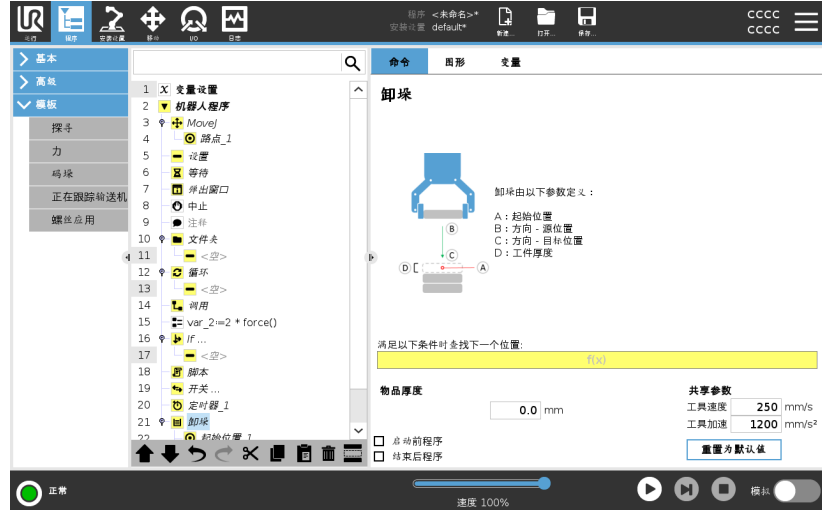 运行
程序
安装设置
移动
I/O
日志
程序 <未命名>*
安装设置 default*
新建...
打开...
保存...
CCCC
CCCC
基本
高级
模板
探寻
力
码垛
正在跟踪输送机
螺丝应用
1 X 变量设置
2 机器人程序
3 MoveJ
4 路点_1
5 设置
6 等待
7 弹出窗口
8 中止
9 注释
10 文件夹
11 <空>
12 循环
13 <空>
14 调用
15 var_2:=2 * force()
16 If ...
17 <空>
18 脚本
19 开关 ...
20 定时器_1
21 卸垛
22 起始位置_1
命令
图形
变量
卸垛
B
C
D
A
卸垛由以下参数定义：
A：起始位置
B：方向 - 源位置
C：方向 - 目标位置
D：工件厚度
满足以下条件时查找下一个位置:
f(x)
物品厚度
0.0 mm
启动前程序
结束后程序
共享参数
工具速度 250 mm/s
工具加速 1200 mm/s²
重置为默认值
正常
速度 100%
模拟